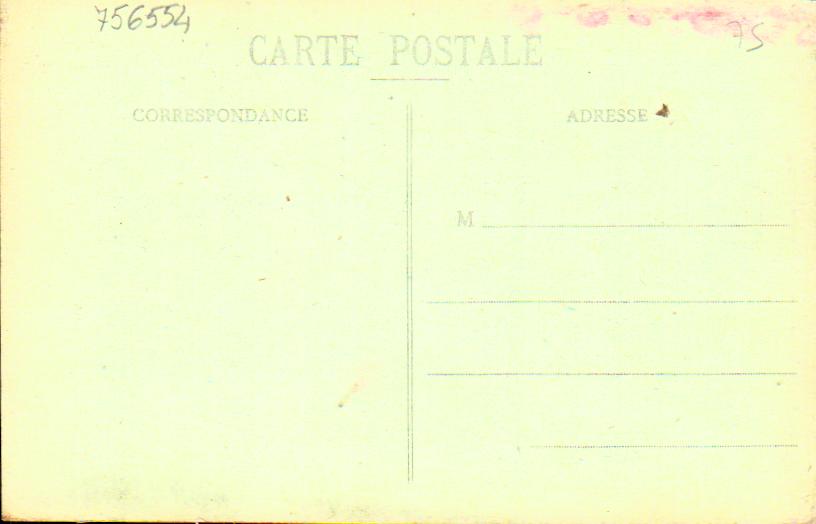 756554
75
CARTE POSTALE
CORRESPONDANCE
ADRESSE
M